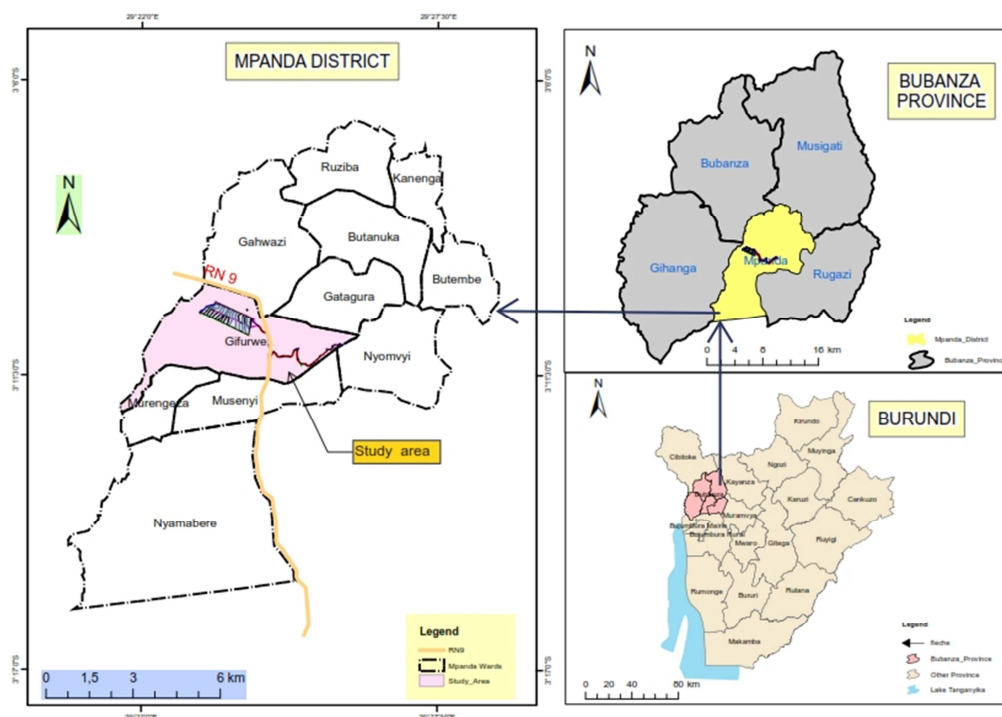 29°22'0"E
29°27'30"E
MPANDA DISTRICT
3°6'0"S
3°6'0"S
N
Ruziba
Kanenga
Gahwazi
Butanuka
Butembe
RN 9
Gatagura
Gifurwe
Nyomvyi
3°11'30"S
3°11'30"S
Murengeza
Musenyi
Study area
Nyamabere
Legend
RN9
Mpanda Wards
Study_Area
0 1,5 3 6 km
3°17'0"S
3°17'0"S
N
BUBANZA
PROVINCE
Musigati
Bubanza
Mpanda
Gihanga
Rugazi
Legend
Mpanda_District
Bubanza_Province
0 4 8 16 km
N
BURUNDI
Kirundo
Muyinga
Cibitoke
Ngozi
Kayanza
Bubanza
Karuzi
Cankuzo
Muramvya
Bujumbura Mairie
Bujumbura Rural
Mwaro
Gitega
Ruyigi
Rumonge
Bururi
Rutana
Makamba
Legend
fleche
Bubanza_Province
Other Province
Lake Tanganyika
0 20 40 80 km